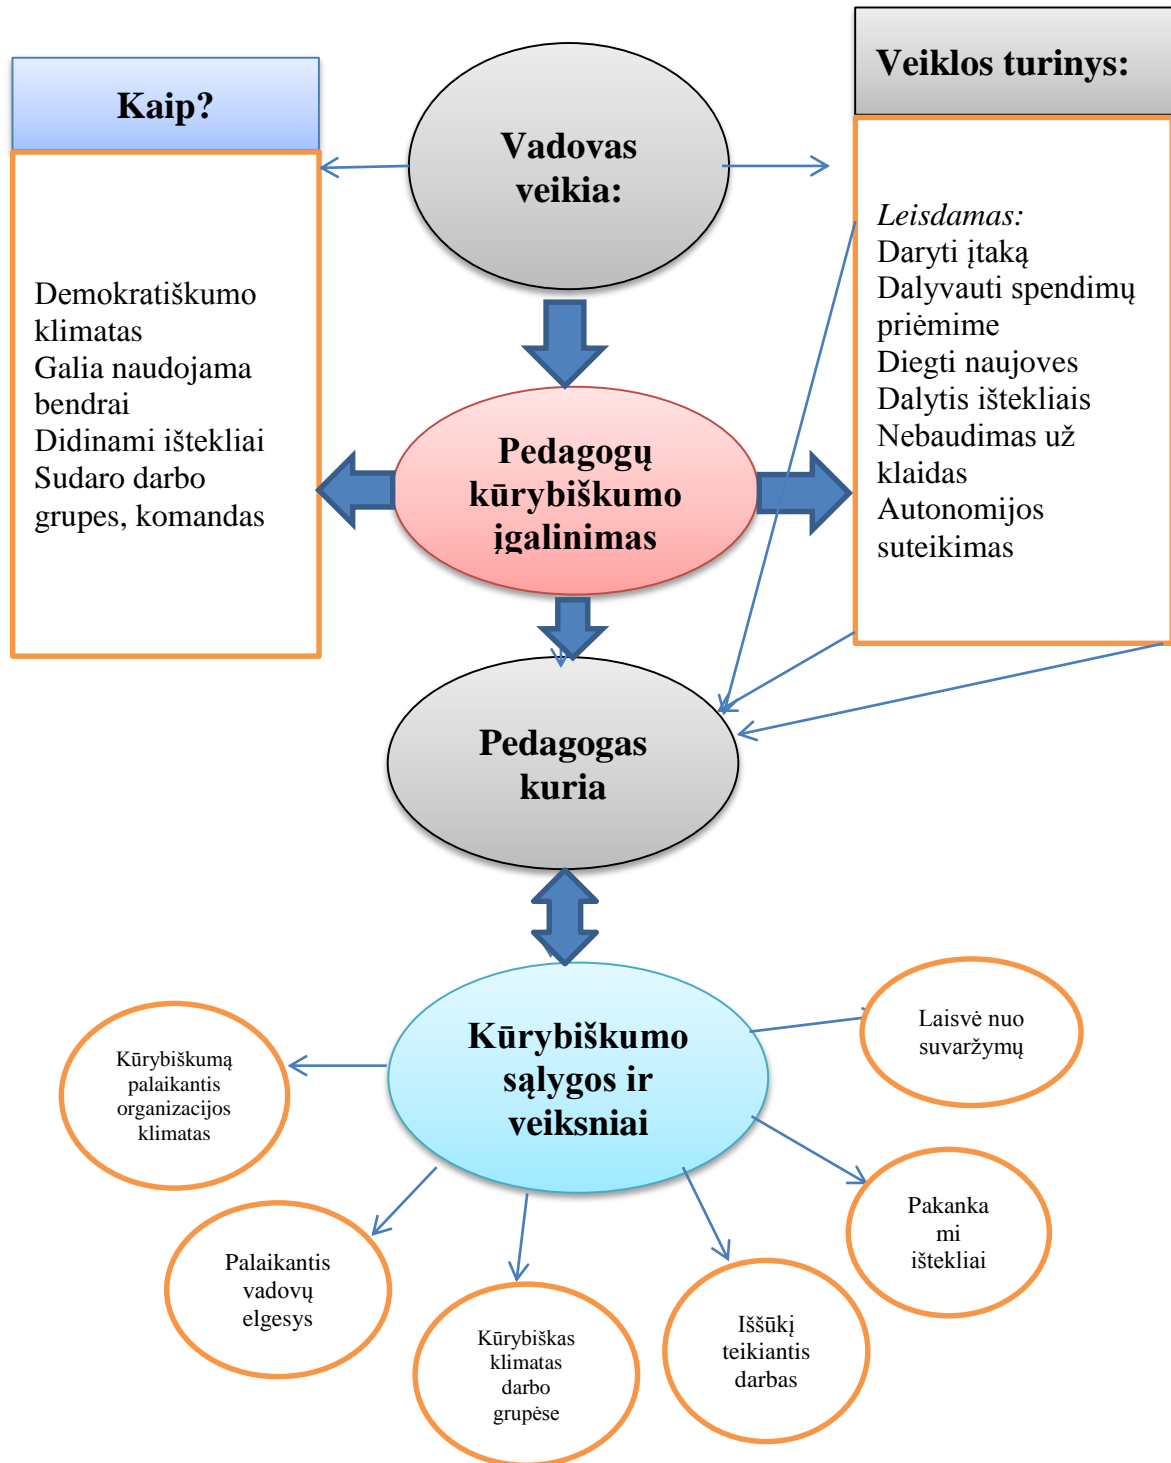 Kaip?
Demokratiškumo
klimatas
Galia naudojama
bendrai
Didinami ištekliai
Sudaro darbo
grupes, komandas
Vadovas
veikia:
Veiklos turinys:
Leisdamas:
Daryti įtaką
Dalyvauti spendimų
priėmime
Diegti naujoves
Dalytis ištekliais
Nebaudimas už
klaidas
Autonomijos
suteikimas
Pedagogų
kūrybiškumo
įgalinimas
Pedagogas
kuria
Kūrybiškumo
sąlygos ir
veiksniai
Kūrybiškumą
palaikantis
organizacijos
klimatas
Palaikantis
vadovų
elgesys
Kūrybiškas
klimatas
darbo
grupėse
Iššūkį
teikiantis
darbas
Pakanka
mi
ištekliai
Laisvė nuo
suvaržymų